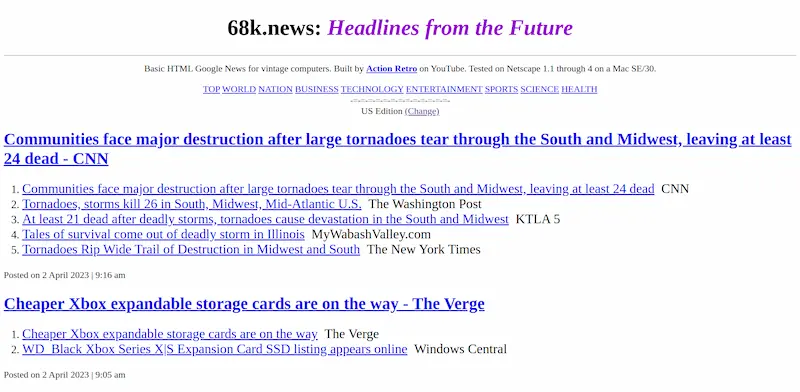 68k.news: Headlines from the Future
Basic HTML Google News for vintage computers. Built by Action Retro on YouTube. Tested on Netscape 1.1 through 4 on a Mac SE/30.
TOP WORLD NATION BUSINESS TECHNOLOGY ENTERTAINMENT SPORTS SCIENCE HEALTH
US Edition (Change)
Communities face major destruction after large tornadoes tear through the South and Midwest, leaving at least
24 dead - CNN
1. Communities face major destruction after large tornadoes tear through the South and Midwest, leaving at least 24 dead CNN
2. Tornadoes, storms kill 26 in South, Midwest, Mid-Atlantic U.S. The Washington Post
3. At least 21 dead after deadly storms, tornadoes cause devastation in the South and Midwest KTLA 5
4. Tales of survival come out of deadly storm in Illinois MyWabashValley.com
5. Tornadoes Rip Wide Trail of Destruction in Midwest and South The New York Times
Posted on 2 April 2023 | 9:16 am
Cheaper Xbox expandable storage cards are on the way - The Verge
1. Cheaper Xbox expandable storage cards are on the way The Verge
2. WD_Black Xbox Series X|S Expansion Card SSD listing appears online Windows Central
Posted on 2 April 2023 | 9:05 am